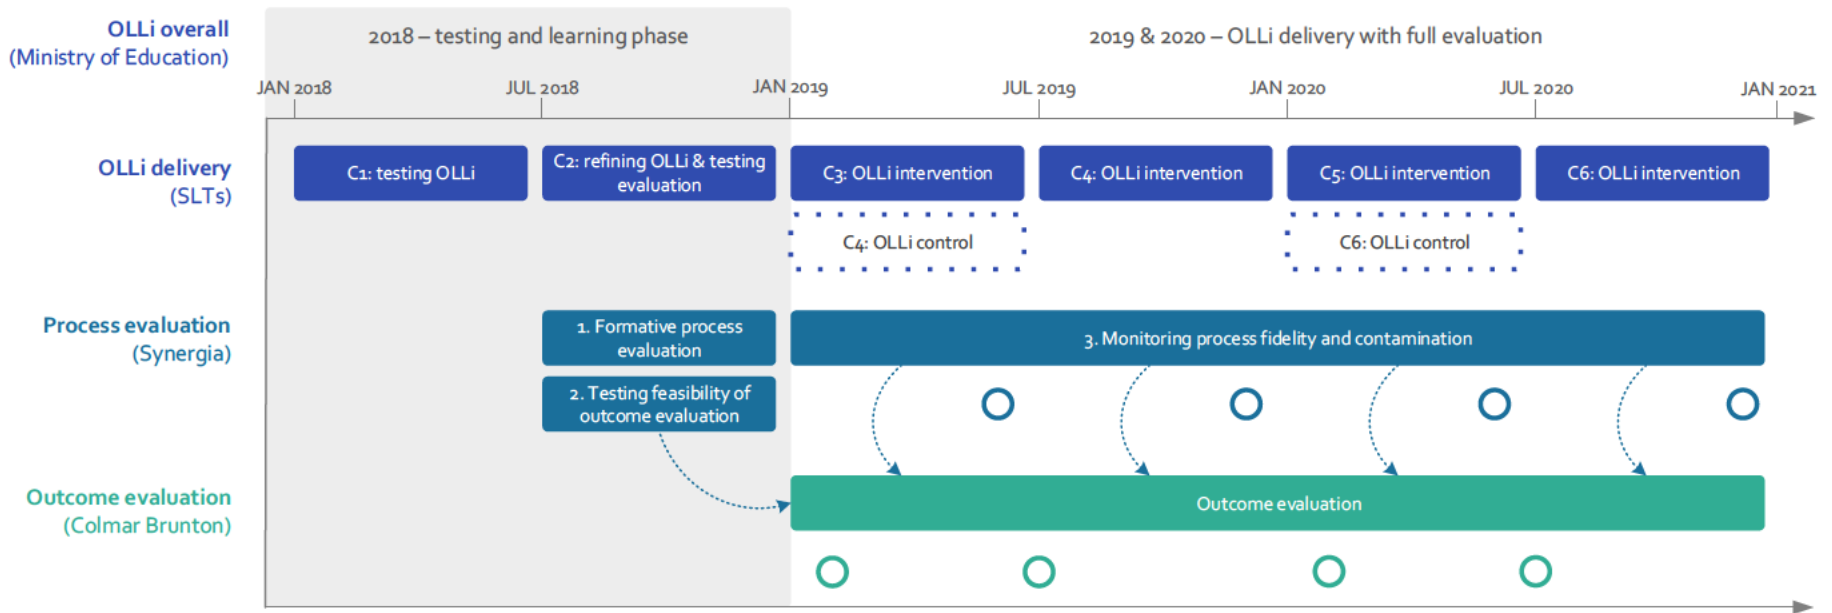 OLLi overall
(Ministry of Education)
2018 – testing and learning phase
2019 & 2020 – OLLi delivery with full evaluation
JAN 2018
JUL 2018
JAN 2019
JUL 2019
JAN 2020
JUL 2020
JAN 2021
OLLi delivery
(SLTs)
C1: testing OLLi
C2: refining OLLi & testing
evaluation
C3: OLLi intervention
C4: OLLi intervention
C5: OLLi intervention
C6: OLLi intervention
C4: OLLi control
C6: OLLi control
Process evaluation
(Synergia)
1. Formative process
evaluation
3. Monitoring process fidelity and contamination
2. Testing feasibility of
outcome evaluation
Outcome evaluation
(Colmar Brunton)
Outcome evaluation